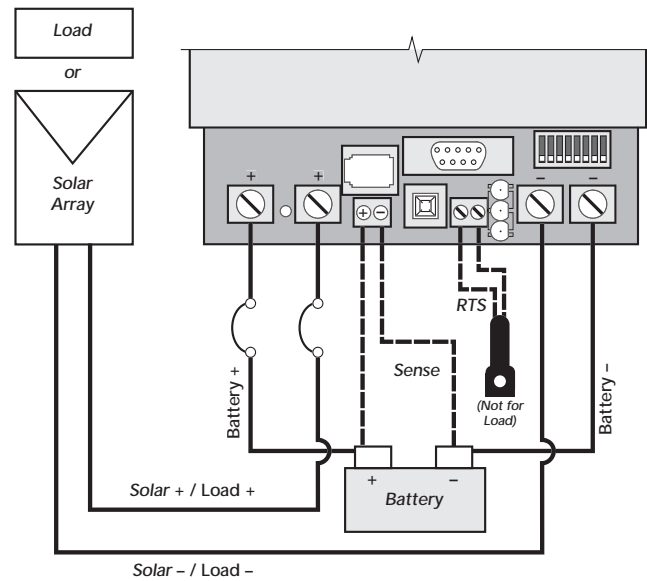 Load
or
Solar
Array
+
+
–
–
+
–
RTS
Sense
(Not for
Load)
Battery +
Battery –
+
–
Battery
Solar + / Load +
Solar – / Load –